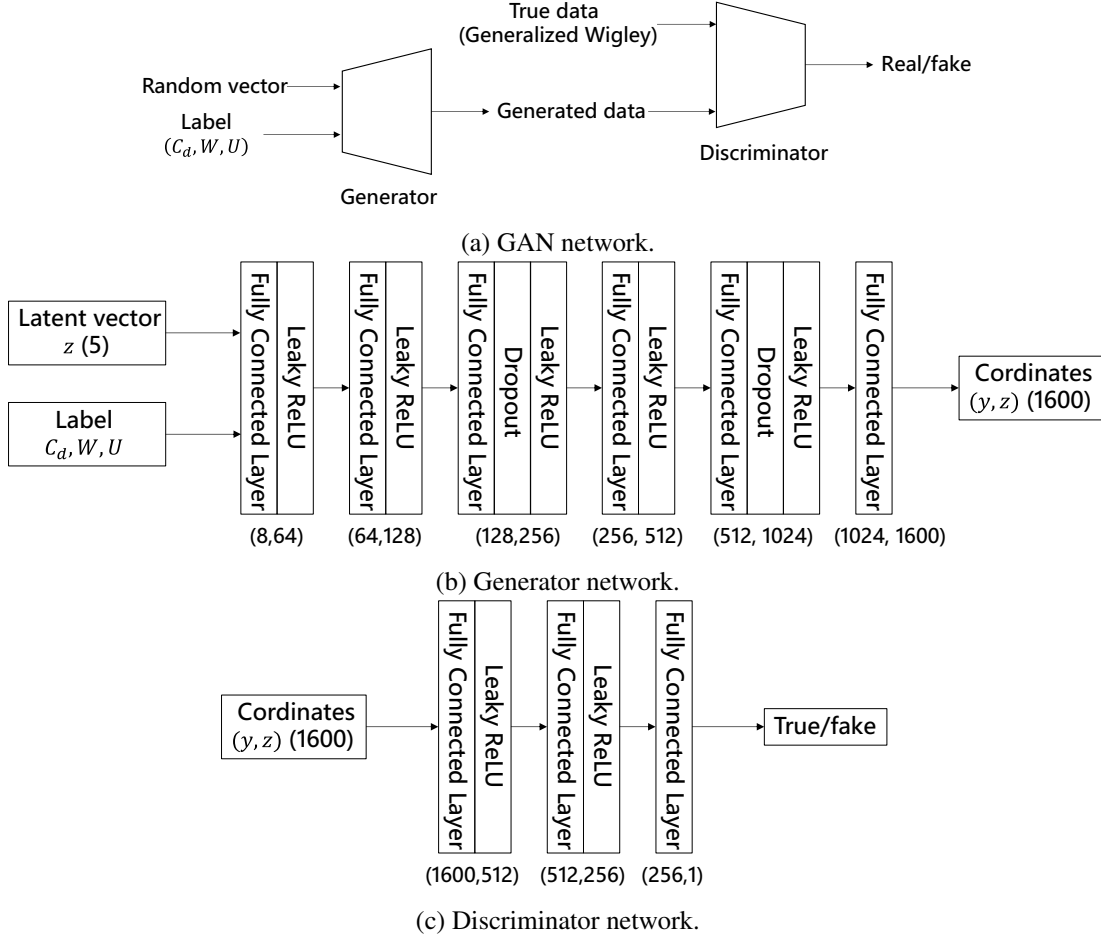 True data
(Generalized Wigley)
Random vector
Label
(C_d, W, U)
Generated data
Real/fake
Generator
Discriminator
(a) GAN network.
Latent vector
z (5)
Label
C_d, W, U
Fully Connected Layer
Leaky ReLU
Fully Connected Layer
Leaky ReLU
Fully Connected Layer
Dropout
Leaky ReLU
Fully Connected Layer
Leaky ReLU
Fully Connected Layer
Dropout
Leaky ReLU
Fully Connected Layer
Cordinates
(y, z) (1600)
(8,64)
(64,128)
(128,256)
(256, 512)
(512, 1024)
(1024, 1600)
(b) Generator network.
Cordinates
(y, z) (1600)
Fully Connected Layer
Leaky ReLU
Fully Connected Layer
Leaky ReLU
Fully Connected Layer
True/fake
(1600,512)
(512,256)
(256,1)
(c) Discriminator network.